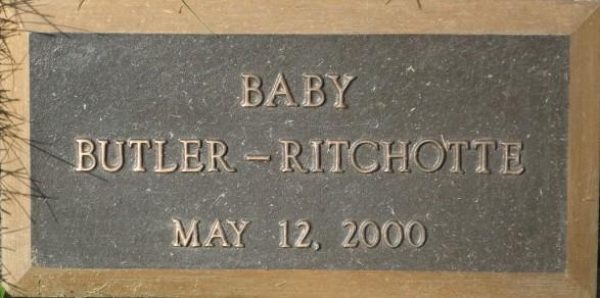 BABY
BUTLER – RITCHOTTE
MAY 12, 2000